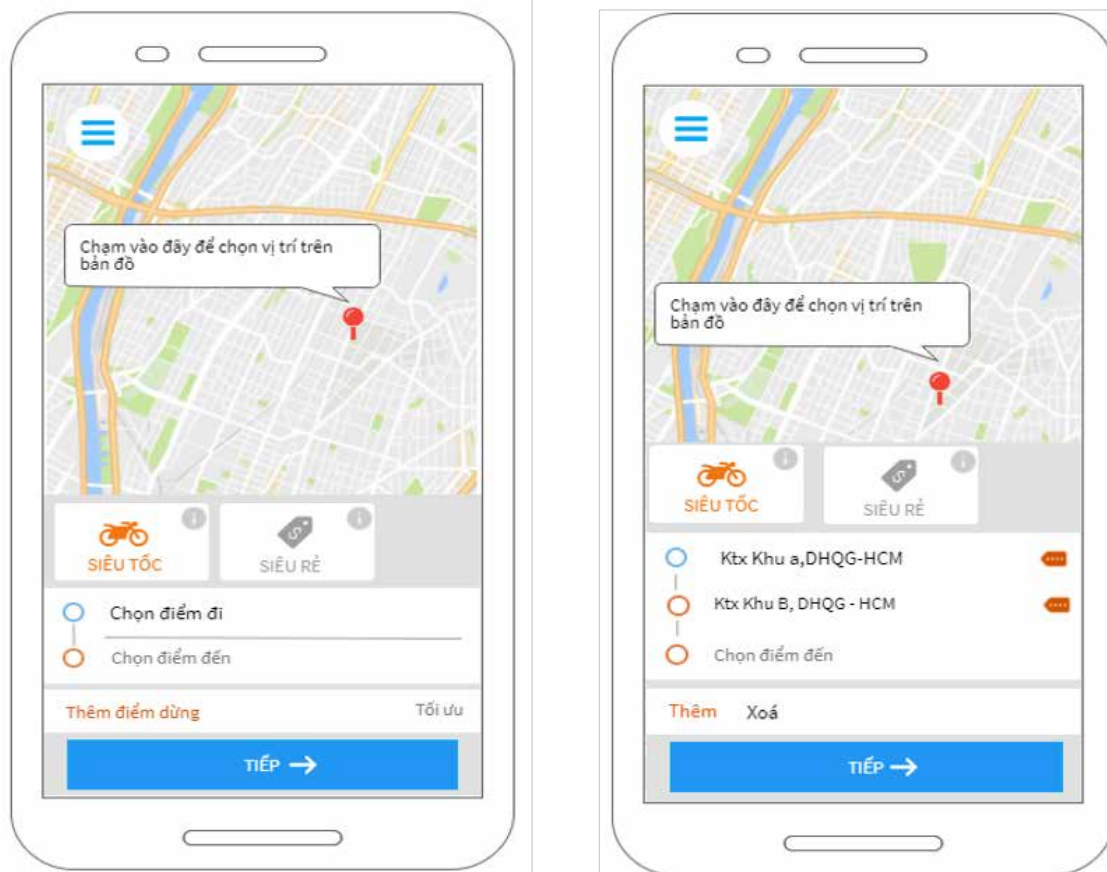 Chạm vào đây để chọn vị trí trên
bản đồ
SIÊU TỐC
SIÊU RẺ
Chọn điểm đi
Chọn điểm đến
Thêm điểm dừng
Tối ưu
TIẾP
Chạm vào đây để chọn vị trí trên
bản đồ
SIÊU TỐC
SIÊU RẺ
Ktx Khu a,DHQG-HCM
Ktx Khu B, DHQG - HCM
Chọn điểm đến
Thêm Xoá
TIẾP